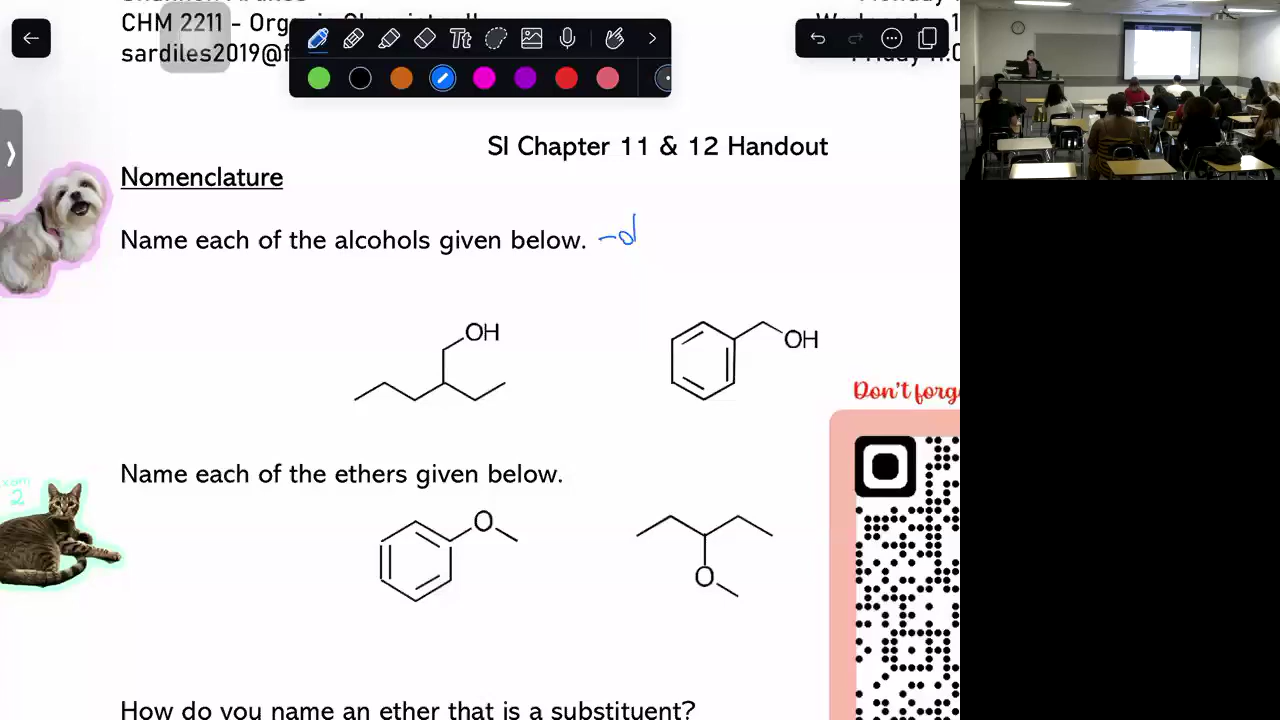 CHM 2211 -
sardiles2019@f
SI Chapter 11 & 12 Handout
Nomenclature
Name each of the alcohols given below. -ol
OH
OH
Don't forg
Name each of the ethers given below.
2
O
O
How do you name an ether that is a substituent?